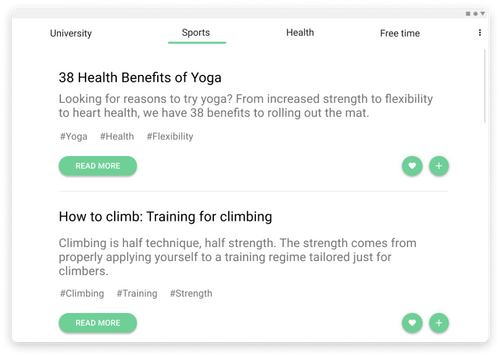 University
Sports
Health
Free time
38 Health Benefits of Yoga
Looking for reasons to try yoga? From increased strength to flexibility
to heart health, we have 38 benefits to rolling out the mat.
#Yoga #Health #Flexibility
READ MORE
How to climb: Training for climbing
Climbing is half technique, half strength. The strength comes from
properly applying yourself to a training regime tailored just for
climbers.
#Climbing #Training #Strength
READ MORE